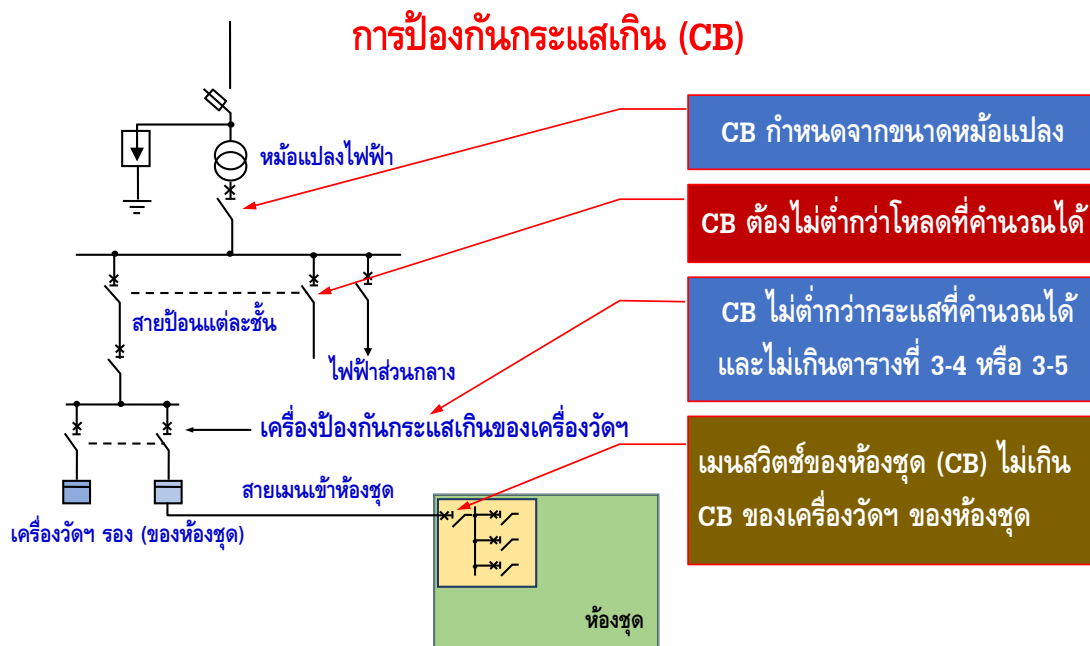 การป้องกันกระแสเกิน (CB)
CB กำหนดจากขนาดหม้อแปลง
หม้อแปลงไฟฟ้า
CB ต้องไม่ต่ำกว่าโหลดที่คำนวณได้
สายป้อนแต่ละชั้น
CB ไม่ต่ำกว่ากระแสที่คำนวณได้
และไม่เกินตารางที่ 3-4 หรือ 3-5
ไฟฟ้าส่วนกลาง
เครื่องป้องกันกระแสเกินของเครื่องวัดฯ
เมนสวิตช์ของห้องชุด (CB) ไม่เกิน
CB ของเครื่องวัดฯ ของห้องชุด
สายเมนเข้าห้องชุด
เครื่องวัดฯ รอง (ของห้องชุด)
ห้องชุด